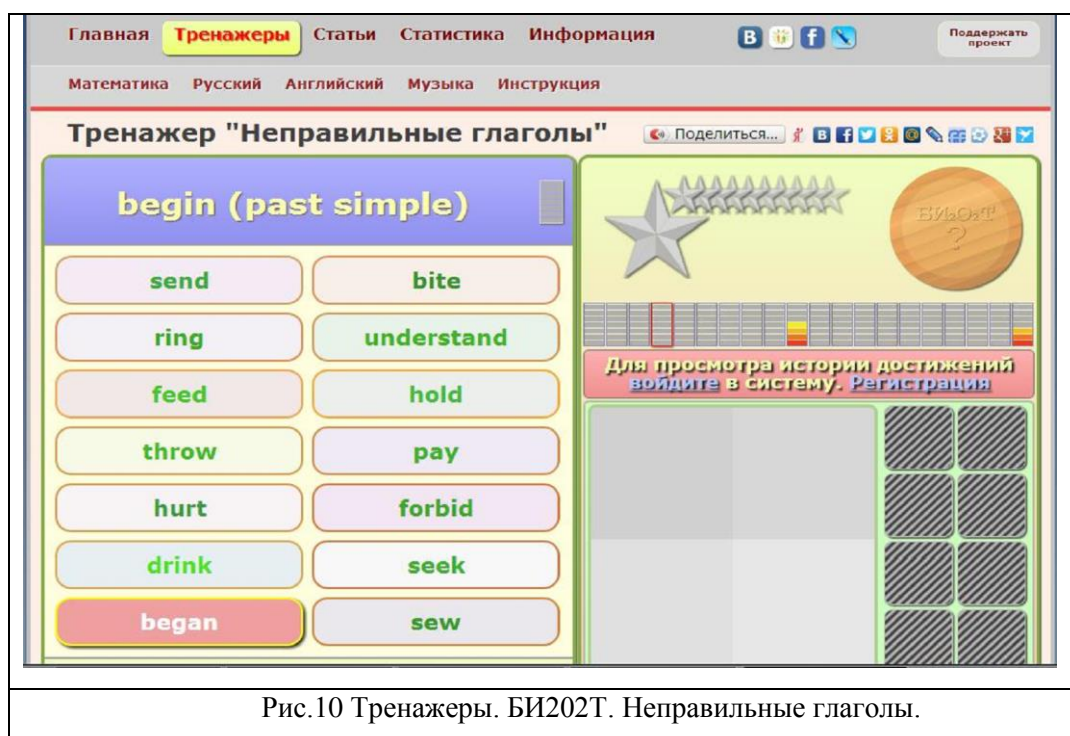 Главная Тренажеры Статьи Статистика Информация
Поддержать
проект
Математика Русский Английский Музыка Инструкция
Тренажер "Неправильные глаголы"
Поделиться...
begin (past simple)
БИ2О2Т
?
send bite
ring understand
feed hold
throw pay
hurt forbid
drink seek
began sew
Для просмотра истории достижений
войдите в систему. Регистрация
Рис.10 Тренажеры. БИ202Т. Неправильные глаголы.